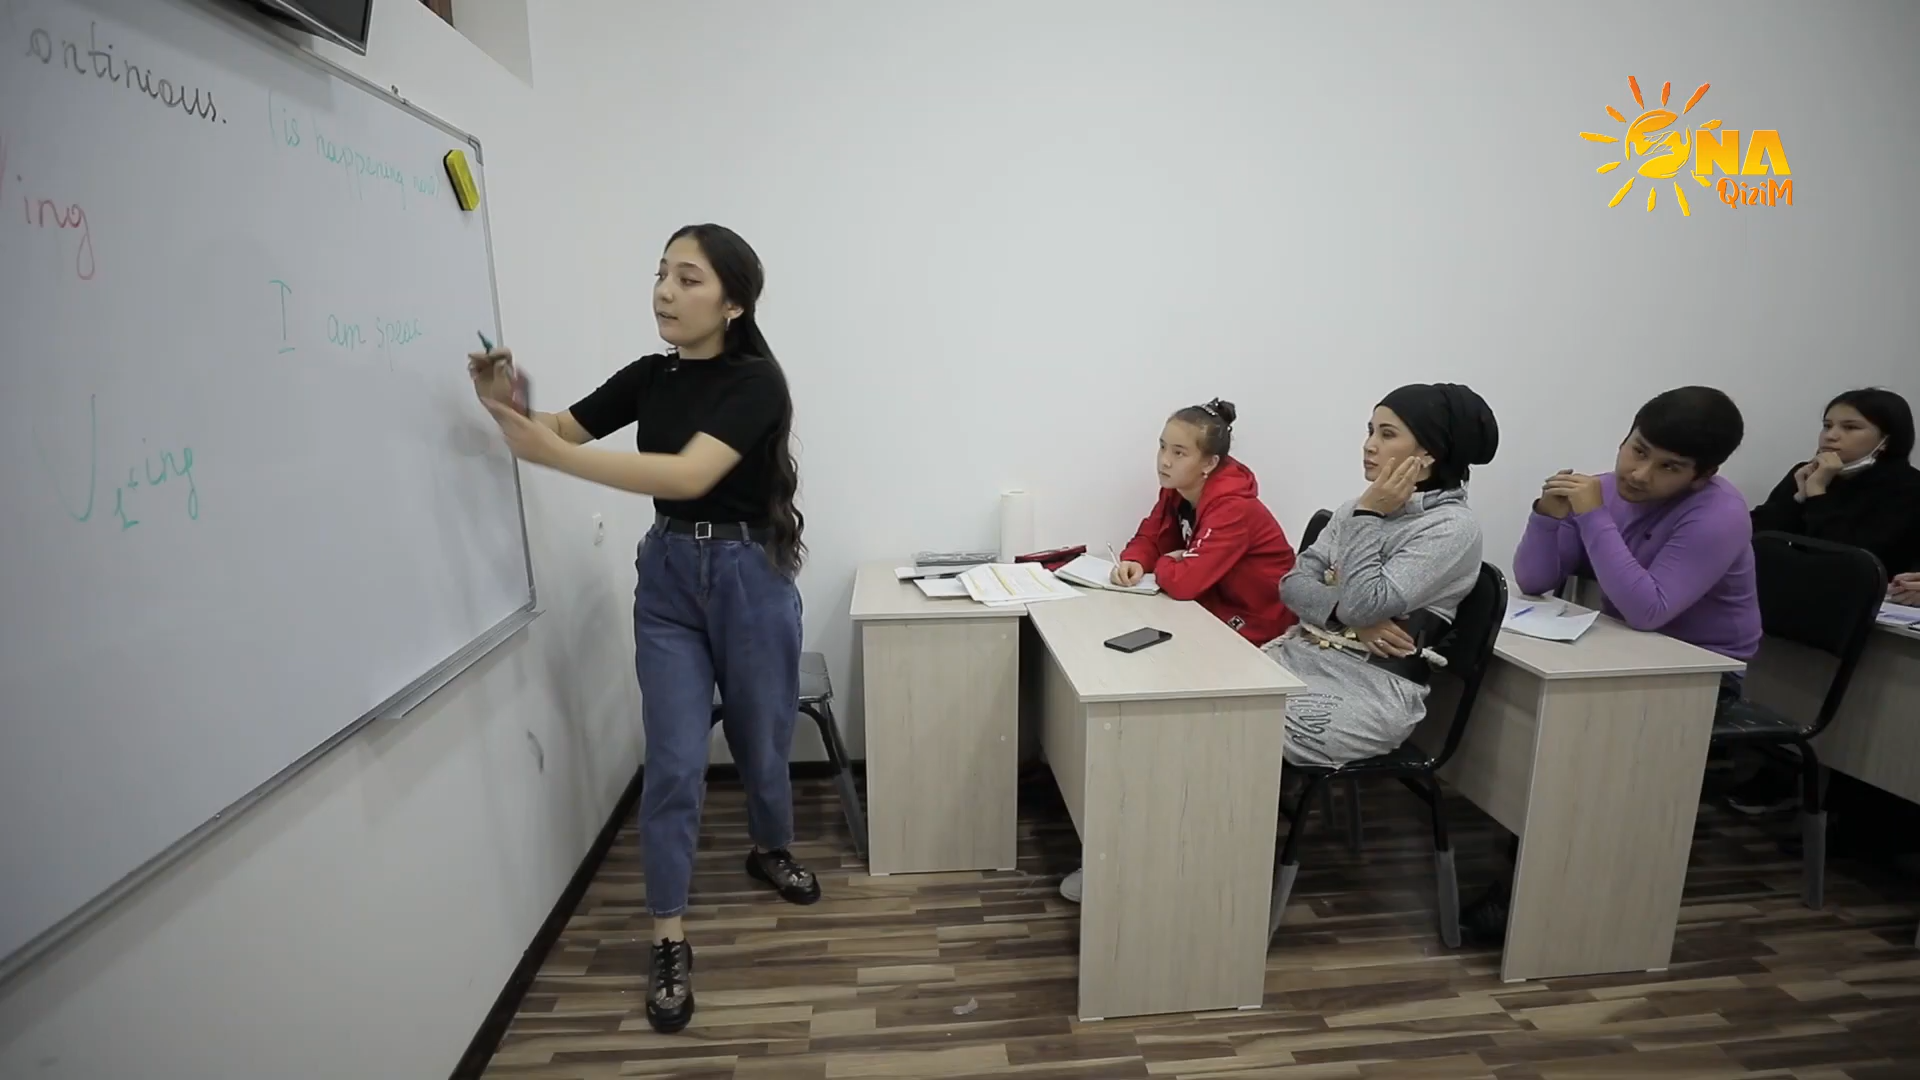 ontinious.
(is happening now)
ing
I am speac
V1+ing
ONA
QiziM